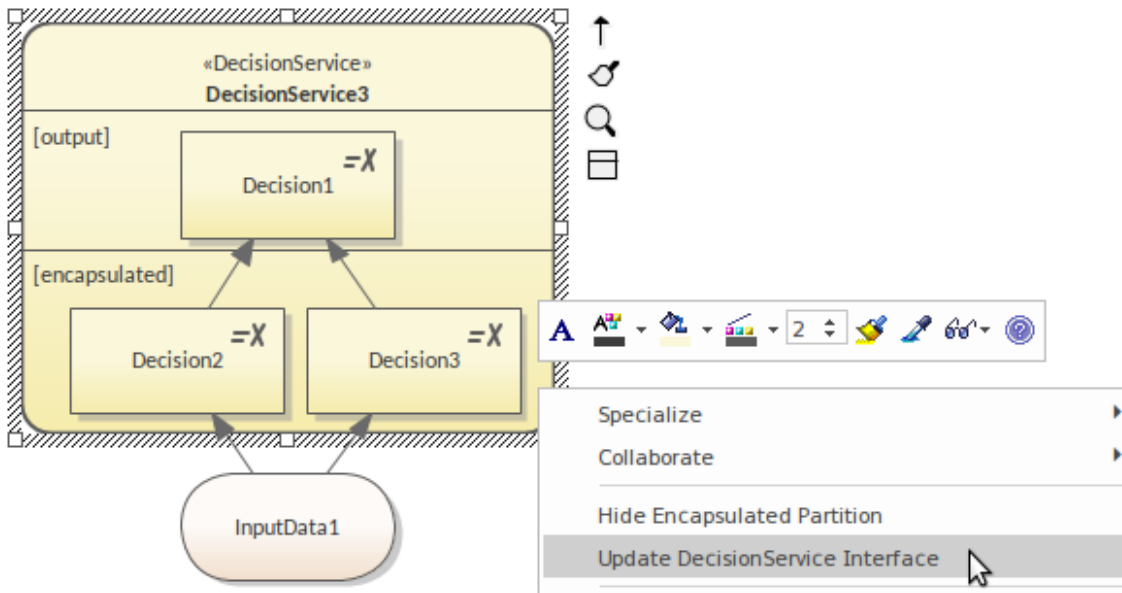 «DecisionService»
DecisionService3
[output]
=X
Decision1
[encapsulated]
=X
=X
Decision2
Decision3
A
A
2
?
Specialize
Collaborate
Hide Encapsulated Partition
InputData1
Update DecisionService Interface